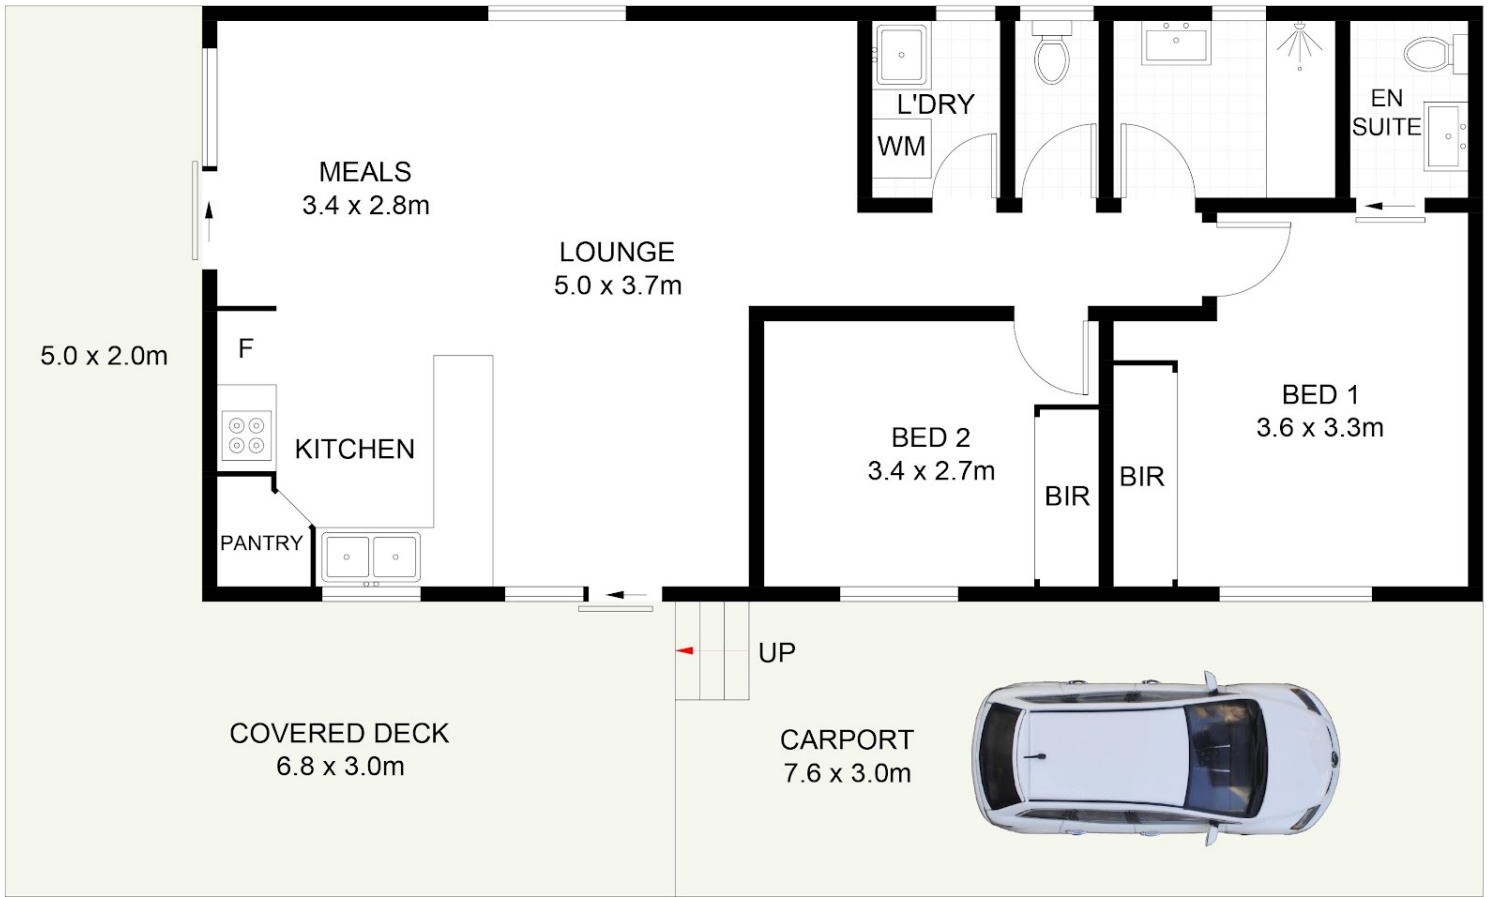 L'DRY
WM
EN
SUITE
MEALS
3.4 x 2.8m
LOUNGE
5.0 x 3.7m
5.0 x 2.0m
F
KITCHEN
PANTRY
BED 2
3.4 x 2.7m
BIR
BIR
BED 1
3.6 x 3.3m
UP
COVERED DECK
6.8 x 3.0m
CARPORT
7.6 x 3.0m